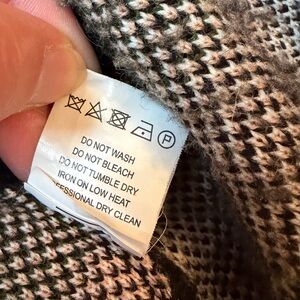 P
DO NOT WASH
DO NOT BLEACH
DO NOT TUMBLE DRY
IRON ON LOW HEAT
DRY CLEAN